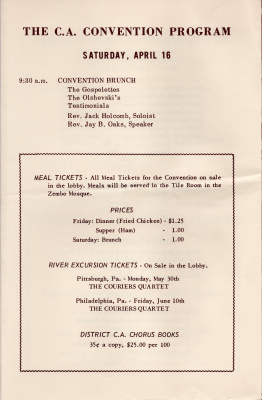 THE C.A. CONVENTION PROGRAM
SATURDAY, APRIL 16
9:30 a.m. CONVENTION BRUNCH
The Gospelettes
The Olshevski's
Testimonials
Rev. Jack Holcomb, Soloist
Rev. Jay B. Oaks, Speaker
MEAL TICKETS - All Meal Tickets for the Convention on sale
in the lobby. Meals will be served in the Tile Room in the
Zembo Mosque.
PRICES
Friday: Dinner (Fried Chicken) - $1.25
Supper (Ham) - 1.00
Saturday: Brunch - 1.00
RIVER EXCURSION TICKETS - On Sale in the Lobby.
Pittsburgh, Pa. - Monday, May 30th
THE COURIERS QUARTET
Philadelphia, Pa. - Friday, June 10th
THE COURIERS QUARTET
DISTRICT C.A. CHORUS BOOKS
35¢ a copy, $25.00 per 100